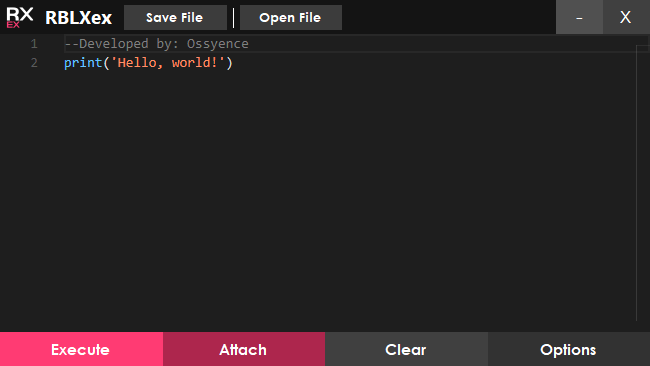 RX EX RBLXex Save File Open File - X
1 --Developed by: Ossyence
2 print('Hello, world!')
Execute Attach Clear Options